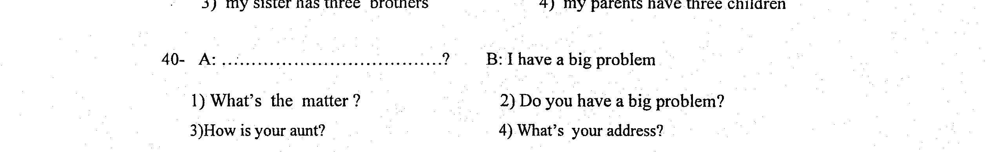 3) my sister has three brothers 4) my parents have three children
40- A: ......................................? B: I have a big problem
1) What's the matter ? 2) Do you have a big problem?
3)How is your aunt? 4) What's your address?